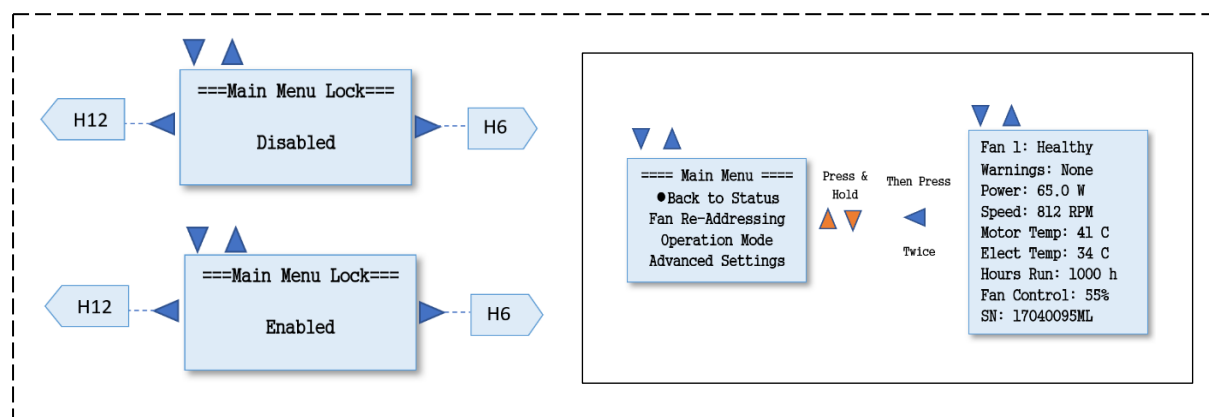 ===Main Menu Lock===
H12
Disabled
H6
===Main Menu Lock===
H12
Enabled
H6
==== Main Menu ====
●Back to Status
Fan Re-Addressing
Operation Mode
Advanced Settings
Press &
Hold
Then Press
Twice
Fan 1: Healthy
Warnings: None
Power: 65.0 W
Speed: 812 RPM
Motor Temp: 41 C
Elect Temp: 34 C
Hours Run: 1000 h
Fan Control: 55%
SN: 17040095ML